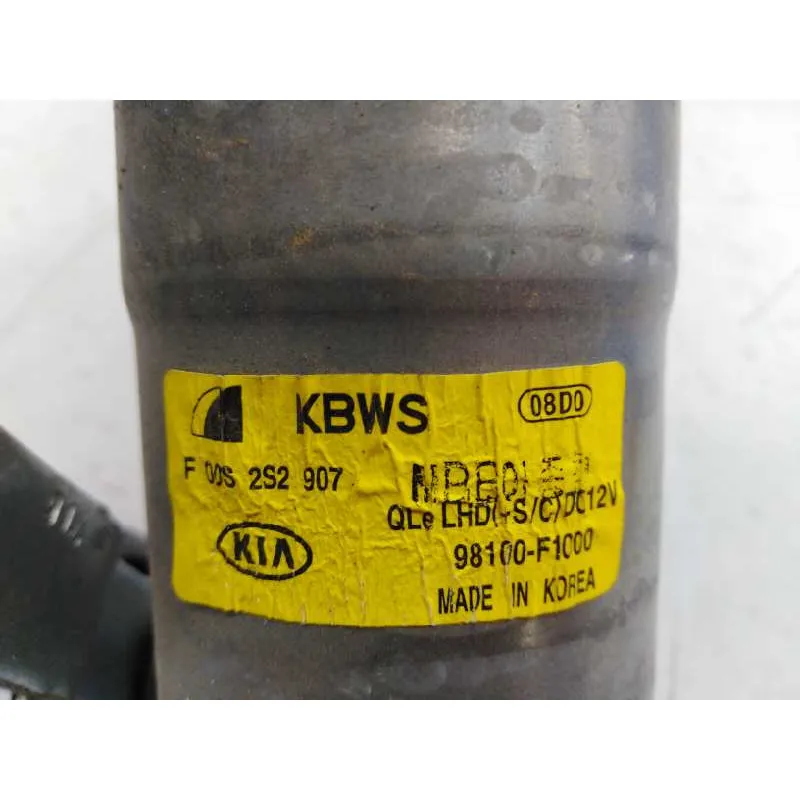 KBWS
08D0
F 00S 2S2 907
QLe LHD(-S/C)DC12V
KIA
98100-F1000
MADE IN KOREA